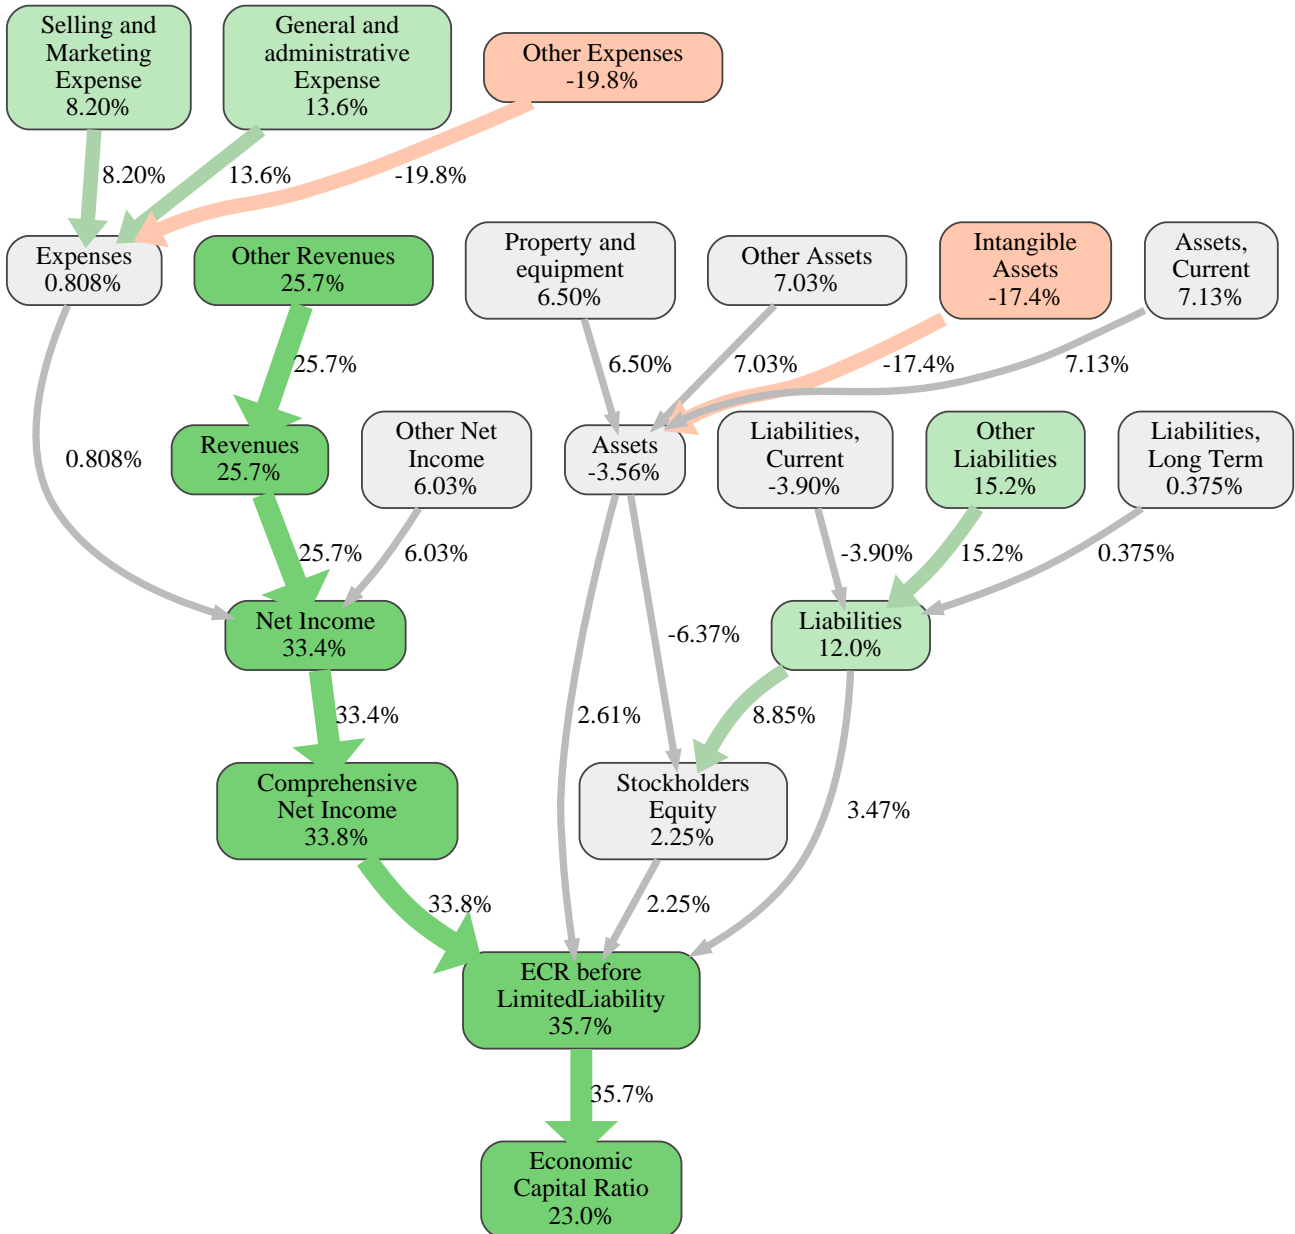 Selling and
Marketing
Expense
8.20%
General and
administrative
Expense
13.6%
Other Expenses
-19.8%
8.20%
13.6%
-19.8%
Expenses
0.808%
Other Revenues
25.7%
Property and
equipment
6.50%
Other Assets
7.03%
Intangible
Assets
-17.4%
Assets,
Current
7.13%
25.7%
6.50%
7.03%
-17.4%
7.13%
0.808%
Revenues
25.7%
Other Net
Income
6.03%
Assets
-3.56%
Liabilities,
Current
-3.90%
Other
Liabilities
15.2%
Liabilities,
Long Term
0.375%
25.7%
6.03%
-3.90%
15.2%
0.375%
Net Income
33.4%
-6.37%
Liabilities
12.0%
33.4%
2.61%
8.85%
Comprehensive
Net Income
33.8%
Stockholders
Equity
2.25%
3.47%
33.8%
2.25%
ECR before
LimitedLiability
35.7%
35.7%
Economic
Capital Ratio
23.0%